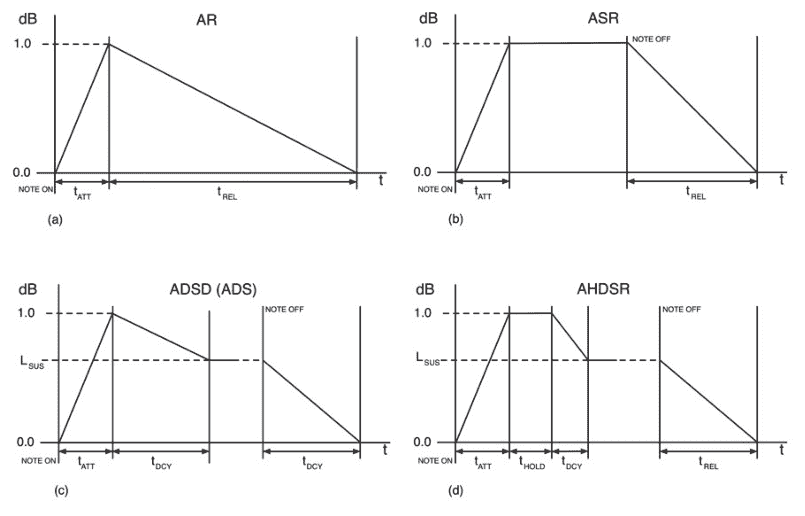 dB
AR
1.0
0.0
NOTE ON
tATT
tREL
t
(a)
dB
ASR
1.0
NOTE OFF
0.0
NOTE ON
tATT
tREL
t
(b)
dB
ADSD (ADS)
1.0
NOTE OFF
LSUS
0.0
NOTE ON
tATT
tDCY
tDCY
t
(c)
dB
AHDSR
1.0
NOTE OFF
LSUS
0.0
NOTE ON
tATT
tHOLD
tDCY
tREL
t
(d)